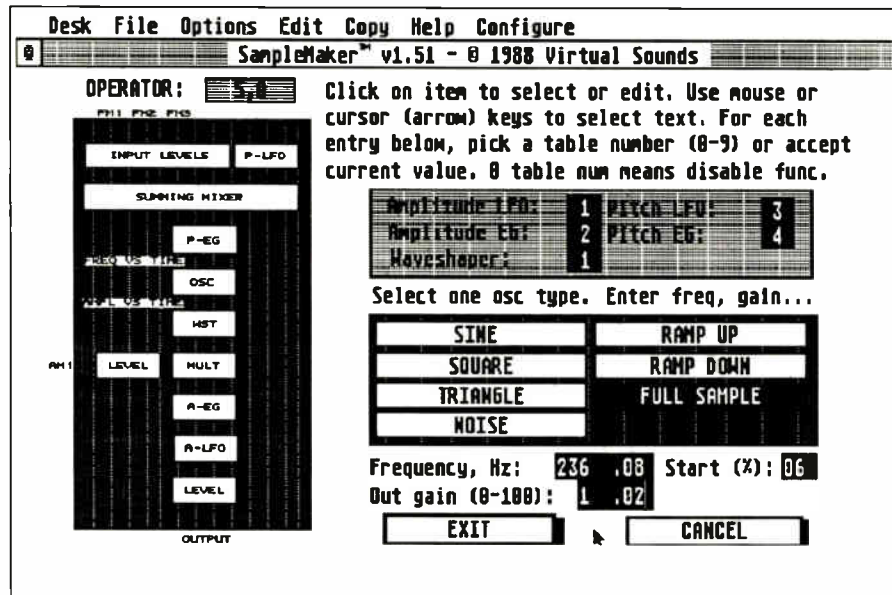 Desk File Options Edit Copy Help Configure
SampleMaker™ v1.51 - © 1988 Virtual Sounds
OPERATOR: 5,0
FM1 FM2 FM3
INPUT LEVELS P-LFO
SUMMING MIXER
P-EG
FREQ VS TIME
OSC
AMPL VS TIME
WST
AM1 LEVEL MULT
A-EG
A-LFO
LEVEL
OUTPUT
Click on item to select or edit. Use mouse or
cursor (arrow) keys to select text. For each
entry below, pick a table number (0-9) or accept
current value. 0 table num means disable func.
Amplitude LFO: 1 Pitch LFO: 3
Amplitude EG: 2 Pitch EG: 4
Waveshaper: 1
Select one osc type. Enter freq, gain...
SINE RAMP UP
SQUARE RAMP DOWN
TRIANGLE FULL SAMPLE
NOISE
Frequency, Hz: 236 .08 Start (%): 06
Out gain (0-100): 1 .02
EXIT CANCEL